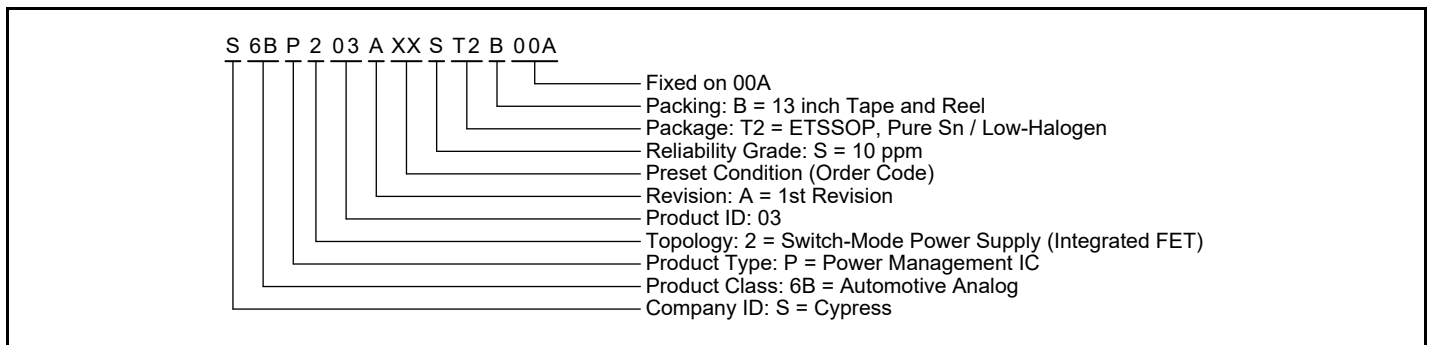 S 6B P 2 03 A XX S T2 B 00A
Fixed on 00A
Packing: B = 13 inch Tape and Reel
Package: T2 = ETSSOP, Pure Sn / Low-Halogen
Reliability Grade: S = 10 ppm
Preset Condition (Order Code)
Revision: A = 1st Revision
Product ID: 03
Topology: 2 = Switch-Mode Power Supply (Integrated FET)
Product Type: P = Power Management IC
Product Class: 6B = Automotive Analog
Company ID: S = Cypress